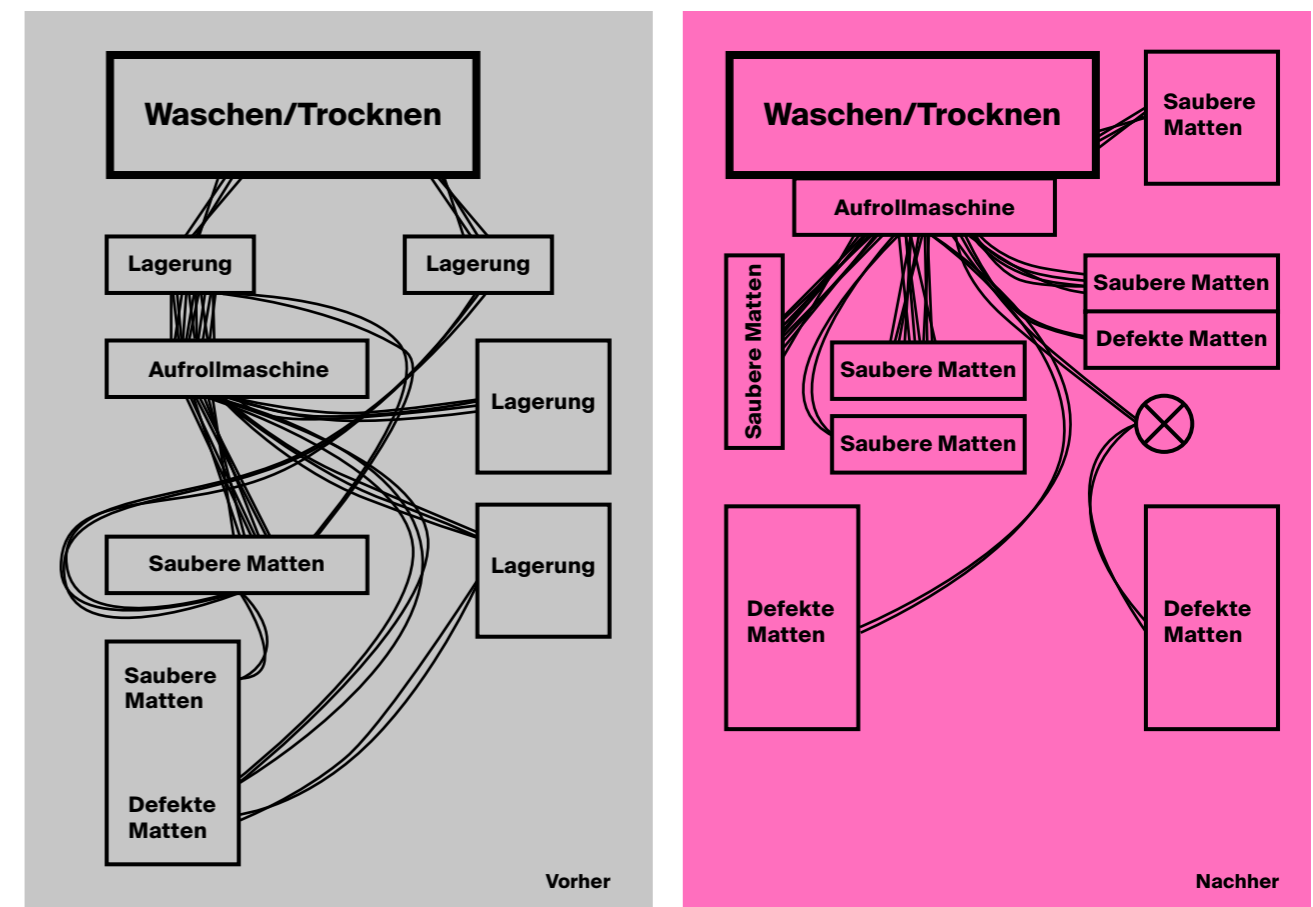 Waschen/Trocknen
Lagerung
Lagerung
Aufrollmaschine
Lagerung
Saubere Matten
Lagerung
Saubere
Matten
Defekte
Matten
Vorher
Waschen/Trocknen
Saubere
Matten
Aufrollmaschine
Saubere Matten
Saubere Matten
Defekte Matten
Saubere Matten
Saubere Matten
Defekte
Matten
Defekte
Matten
Nachher